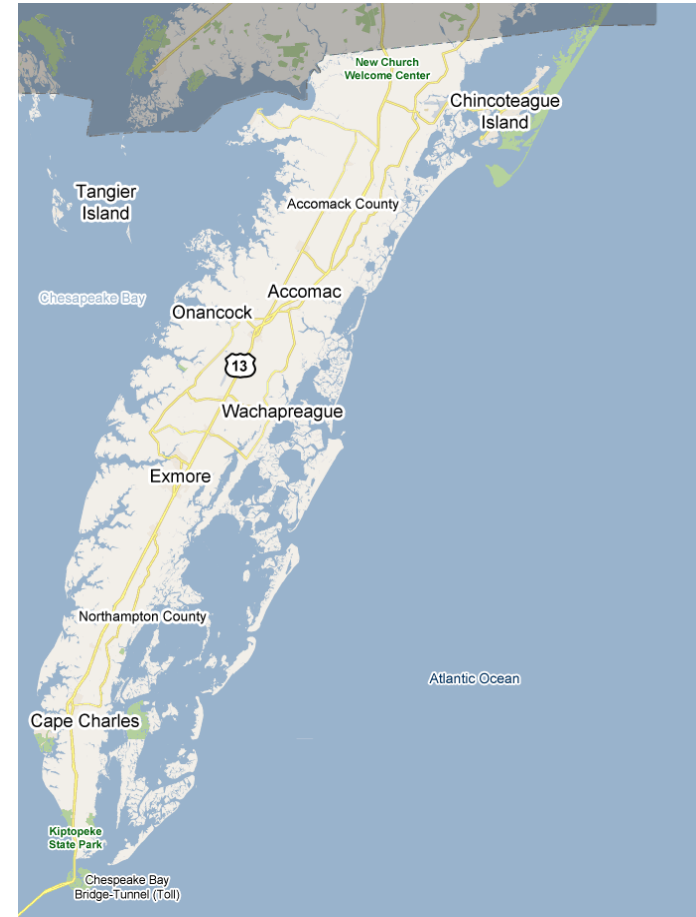 New Church
Welcome Center
Chincoteague
Island
Tangier
Island
Accomack County
Accomac
Chesapeake Bay
Onancock
13
Wachapreague
Exmore
Northampton County
Atlantic Ocean
Cape Charles
Kiptopeke
State Park
Chespeake Bay
Bridge-Tunnel (Toll)